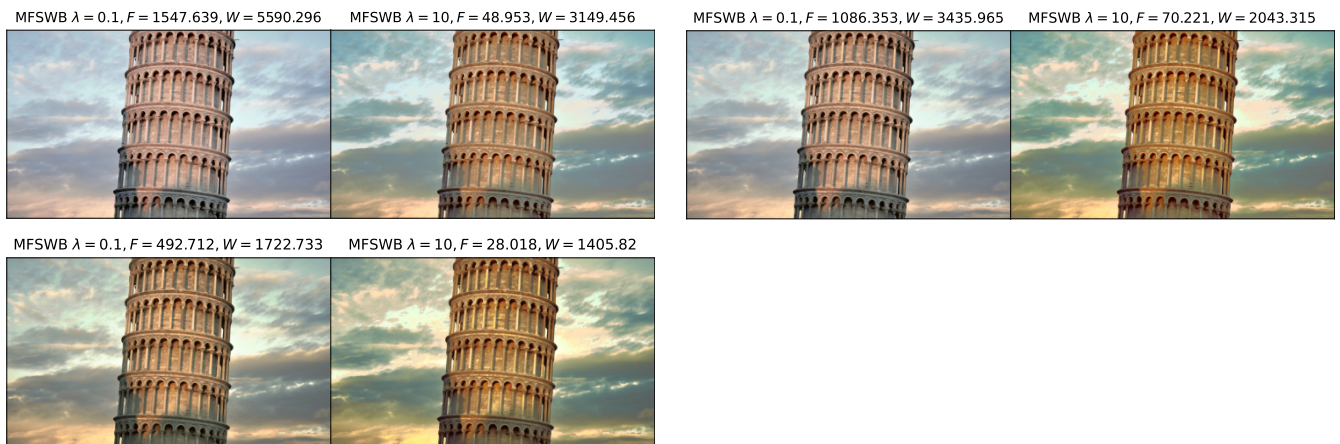 MFSWB λ = 0.1, F = 1547.639, W = 5590.296
MFSWB λ = 10, F = 48.953, W = 3149.456
MFSWB λ = 0.1, F = 1086.353, W = 3435.965
MFSWB λ = 10, F = 70.221, W = 2043.315
MFSWB λ = 0.1, F = 492.712, W = 1722.733
MFSWB λ = 10, F = 28.018, W = 1405.82